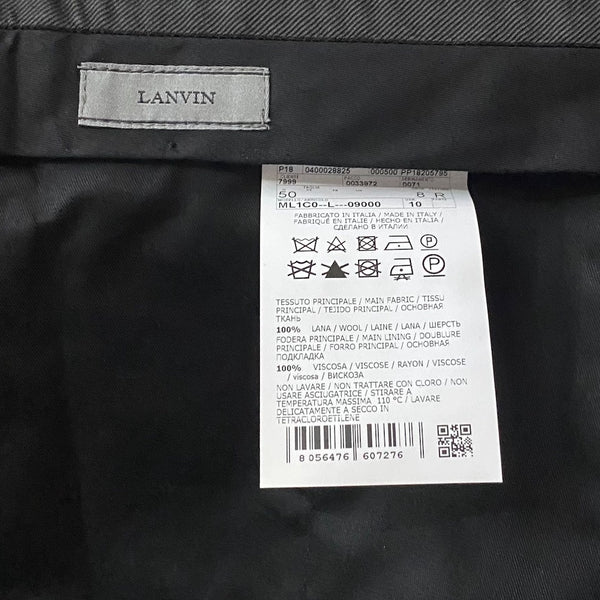 LANVIN
P18 0400028825 000500 PP18205795
7999 0033972 0071
50 8 R
ML1C0--L---09000 10
FABBRICATO IN ITALIA / MADE IN ITALY /
FABRIQUÉ EN ITALIE / HECHO EN ITALIA /
СДЕЛАНО В ИТАЛИИ
TESSUTO PRINCIPALE / MAIN FABRIC / TISSU
PRINCIPAL / TEJIDO PRINCIPAL / ОСНОВНАЯ
ТКАНЬ
100% LANA / WOOL / LAINE / LANA / ШЕРСТЬ
FODERA PRINCIPALE / MAIN LINING / DOUBLURE
PRINCIPALE / FORRO PRINCIPAL / ОСНОВНАЯ
ПОДКЛАДКА
100% VISCOSA / VISCOSE / RAYON / VISCOSE
/ viscosa / ВИСКОЗА
NON LAVARE / NON TRATTARE CON CLORO / NON
USARE ASCIUGATRICE / STIRARE A
TEMPERATURA MASSIMA 110 °C / LAVARE
DELICATAMENTE A SECCO IN
TETRACLOROETILENE
8 056476 607276